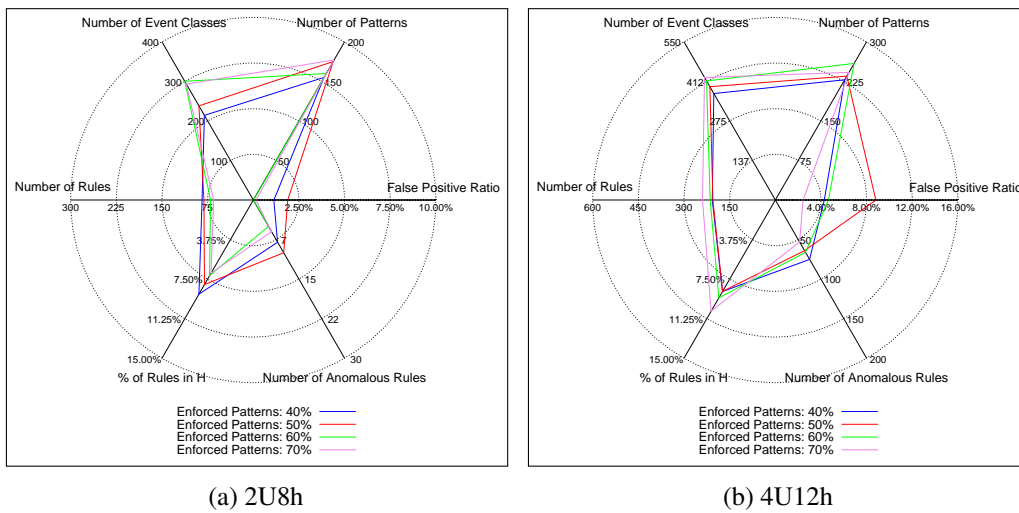 Number of Event Classes
Number of Patterns
400
200
300
150
200
100
100
50
Number of Rules
False Positive Ratio
300
225
150
75
2.50%
5.00%
7.50%
10.00%
3.75%
7
7.50%
15
11.25%
22
15.00%
30
% of Rules in H
Number of Anomalous Rules
Enforced Patterns: 40%
Enforced Patterns: 50%
Enforced Patterns: 60%
Enforced Patterns: 70%
(a) 2U8h
Number of Event Classes
Number of Patterns
550
300
412
225
275
150
137
75
Number of Rules
False Positive Ratio
600
450
300
150
4.00%
8.00%
12.00%
16.00%
3.75%
50
7.50%
100
11.25%
150
15.00%
200
% of Rules in H
Number of Anomalous Rules
Enforced Patterns: 40%
Enforced Patterns: 50%
Enforced Patterns: 60%
Enforced Patterns: 70%
(b) 4U12h